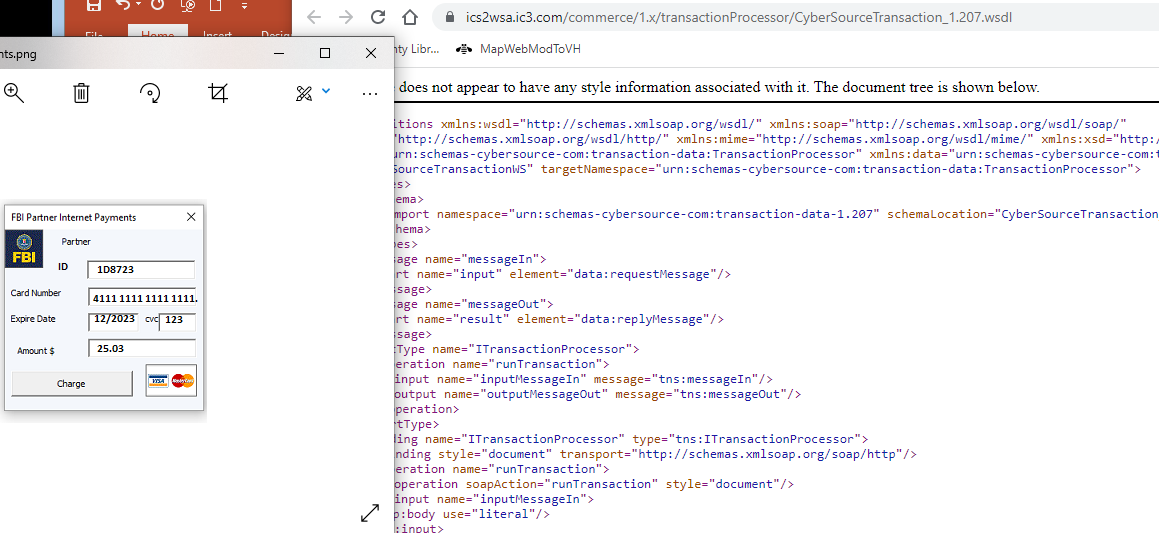 File
Home
Insert
Desig
nts.png
FBI Partner Internet Payments
FBI
Partner
ID
1D8723
Card Number
4111 1111 1111 1111.
Expire Date
12/2023
cvc
123
Amount $
25.03
Charge
VISA
MasterCard
ics2wsa.ic3.com/commerce/1.x/transactionProcessor/CyberSourceTransaction_1.207.wsdl
nty Libr...
MapWebModToVH
does not appear to have any style information associated with it. The document tree is shown below.
itions xmlns:wsdl="http://schemas.xmlsoap.org/wsdl/" xmlns:soap="http://schemas.xmlsoap.org/wsdl/soap/"
"http://schemas.xmlsoap.org/wsdl/http/" xmlns:mime="http://schemas.xmlsoap.org/wsdl/mime/" xmlns:xsd="http:/
urn:schemas-cybersource-com:transaction-data:TransactionProcessor" xmlns:data="urn:schemas-cybersource-com:t
SourceTransactionWS" targetNamespace="urn:schemas-cybersource-com:transaction-data:TransactionProcessor">
es>
ema>
mport namespace="urn:schemas-cybersource-com:transaction-data-1.207" schemaLocation="CyberSourceTransaction
hema>
pes>
sage name="messageIn">
rt name="input" element="data:requestMessage"/>
ssage>
sage name="messageOut">
rt name="result" element="data:replyMessage"/>
ssage>
tType name="ITransactionProcessor">
peration name="runTransaction">
input name="inputMessageIn" message="tns:messageIn"/>
output name="outputMessageOut" message="tns:messageOut"/>
operation>
rtType>
ding name="ITransactionProcessor" type="tns:ITransactionProcessor">
nding style="document" transport="http://schemas.xmlsoap.org/soap/http"/>
peration name="runTransaction">
operation soapAction="runTransaction" style="document"/>
input name="inputMessageIn">
p:body use="literal"/>
:input>